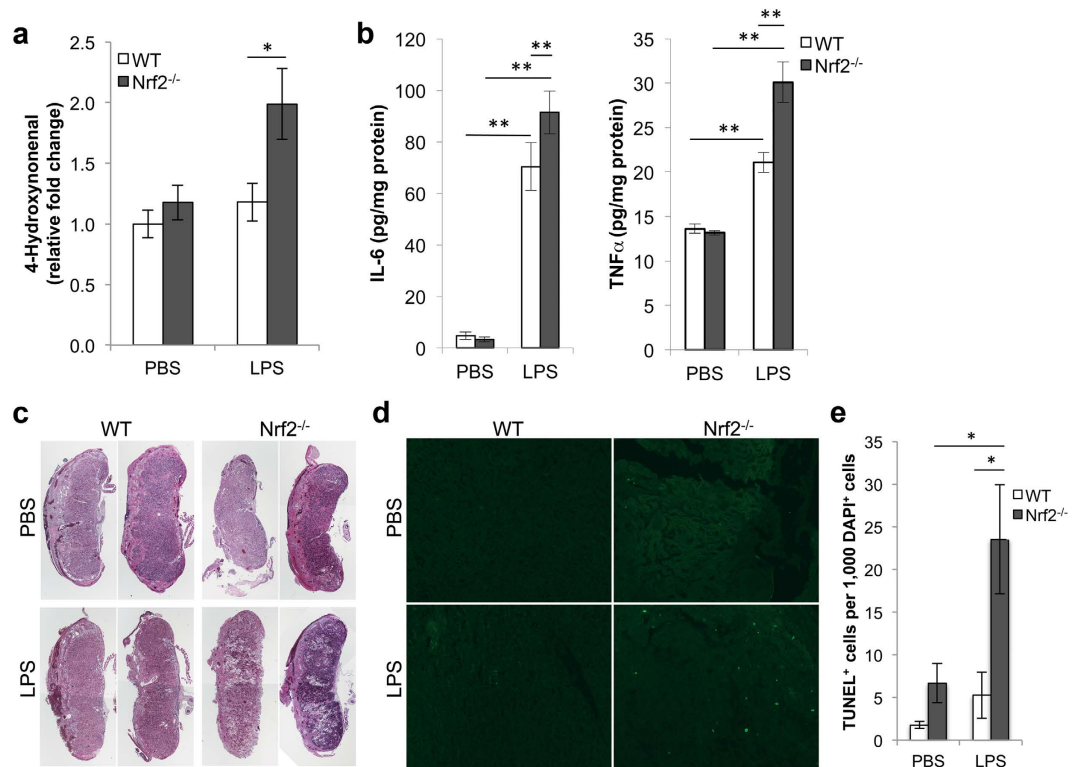 a
4-Hydroxynonenal
(relative fold change)
2.5
2.0
1.5
1.0
0.5
0.0
WT
Nrf2-/-
*
PBS
LPS
b
IL-6 (pg/mg protein)
120
100
80
60
40
20
0
**
**
**
PBS
LPS
TNFα (pg/mg protein)
35
30
25
20
15
10
5
0
**
**
**
WT
Nrf2-/-
PBS
LPS
c
WT
Nrf2-/-
PBS
LPS
d
WT
Nrf2-/-
PBS
LPS
e
TUNEL+ cells per 1,000 DAPI+ cells
35
30
25
20
15
10
5
0
*
*
WT
Nrf2-/-
PBS
LPS